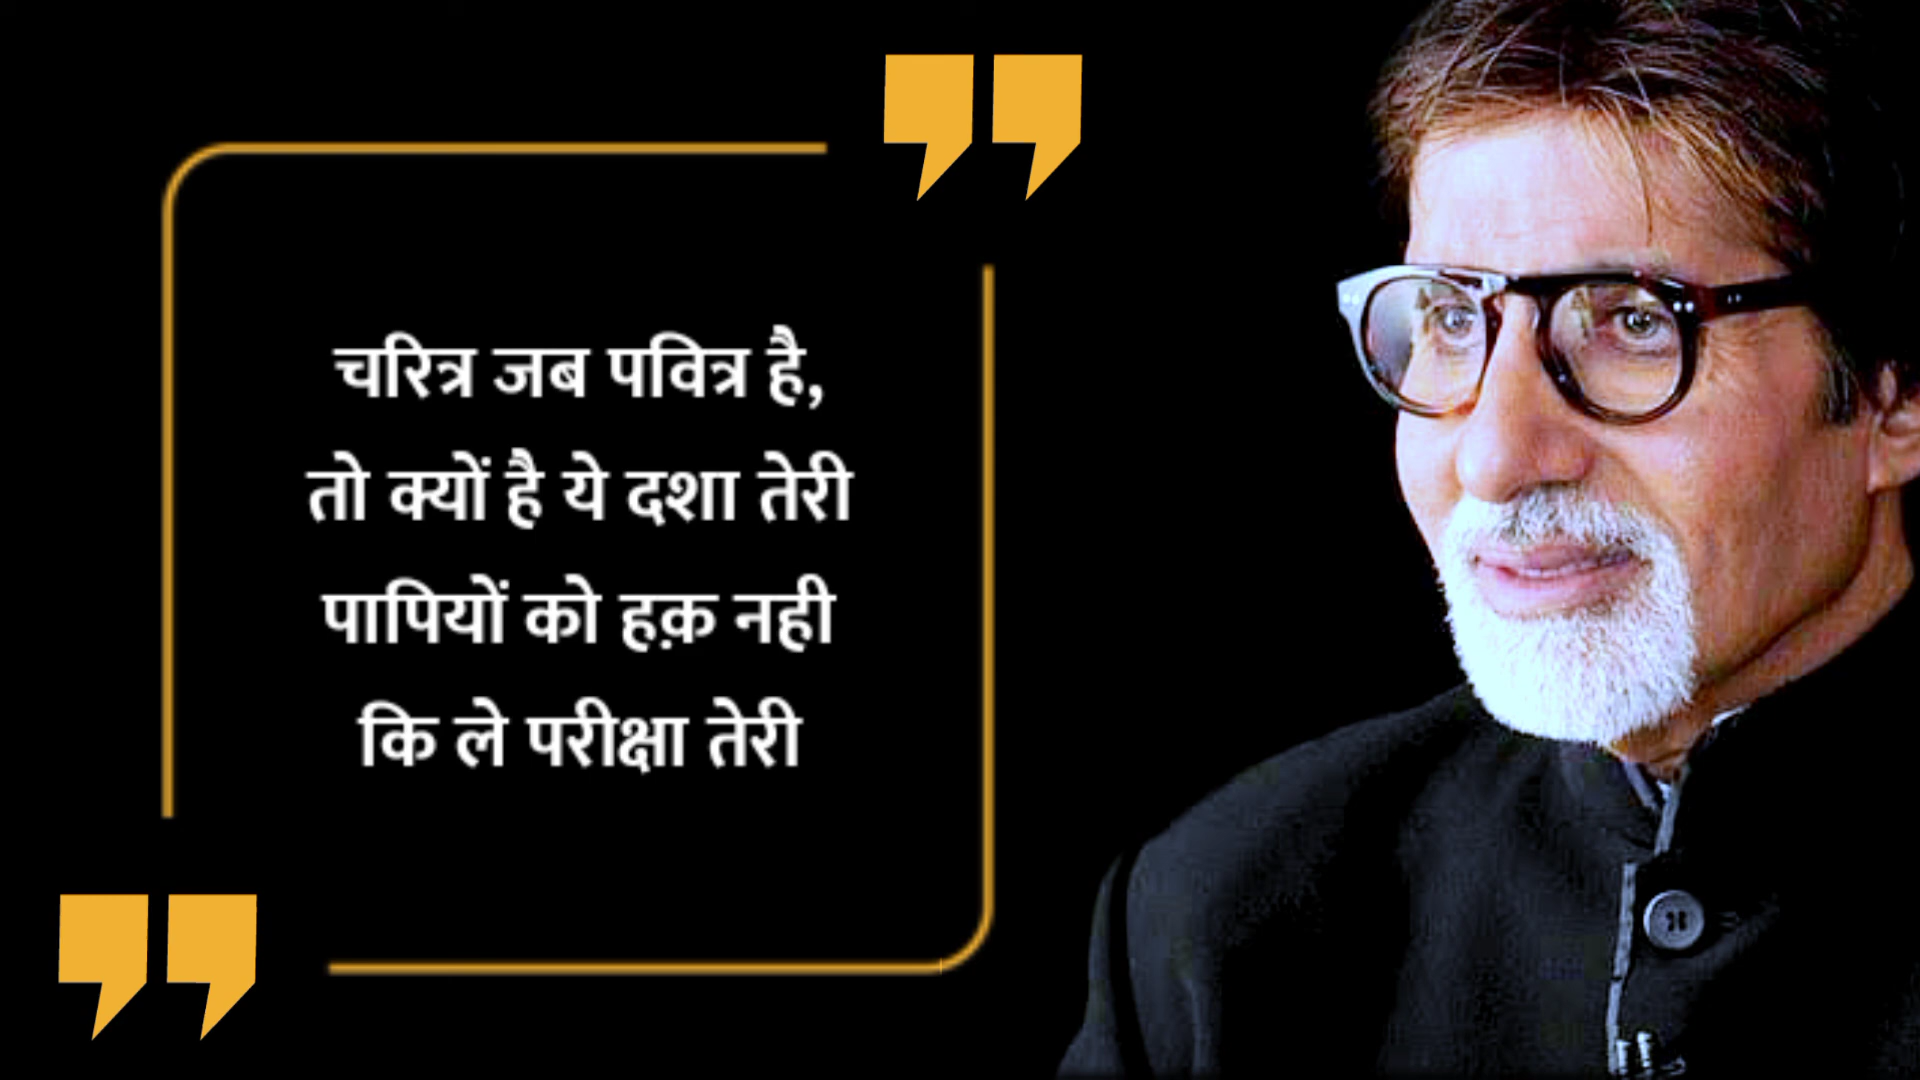 चरित्र जब पवित्र है,
तो क्यों है ये दशा तेरी
पापियों को हक़ नही
कि ले परीक्षा तेरी